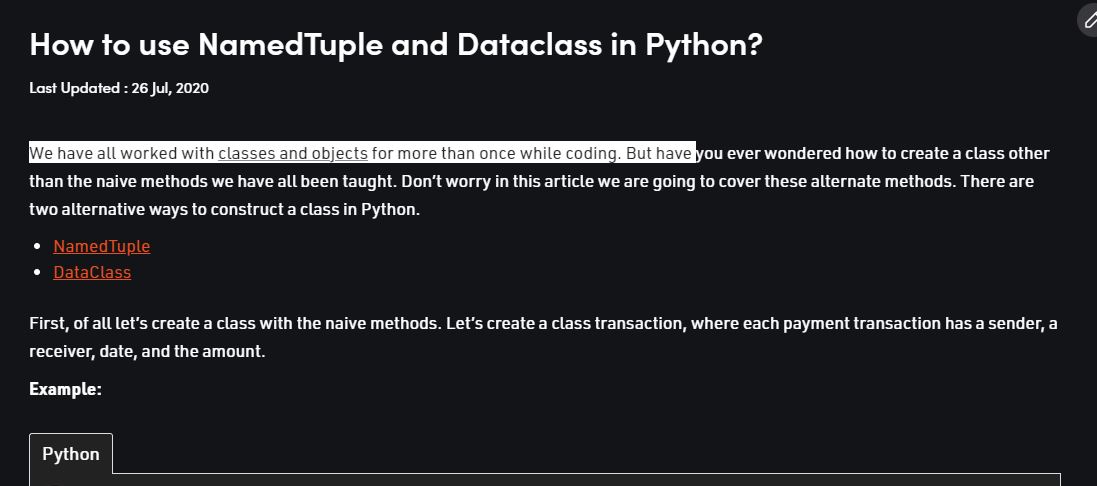 How to use NamedTuple and Dataclass in Python?
Last Updated : 26 Jul, 2020
We have all worked with classes and objects for more than once while coding. But have you ever wondered how to create a class other
than the naive methods we have all been taught. Don’t worry in this article we are going to cover these alternate methods. There are
two alternative ways to construct a class in Python.
NamedTuple
DataClass
First, of all let’s create a class with the naive methods. Let’s create a class transaction, where each payment transaction has a sender, a
receiver, date, and the amount.
Example:
Python